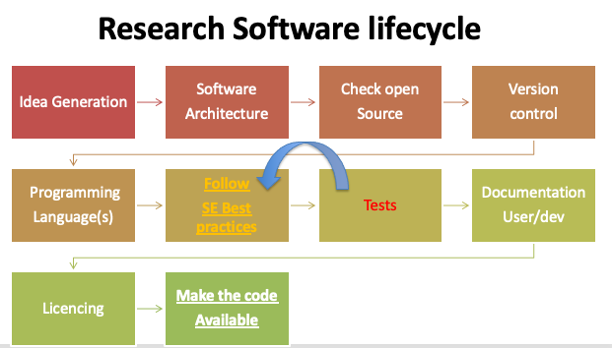 Research Software lifecycle
Idea Generation
Software
Architecture
Check open
Source
Version
control
Programming
Language(s)
Follow
SE Best
practices
Tests
Documentation
User/dev
Licencing
Make the code
Available